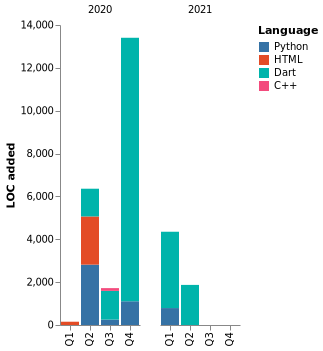 2020
2021
Language
Python
HTML
Dart
C++
LOC added
14,000
12,000
10,000
8,000
6,000
4,000
2,000
0
Q1
Q2
Q3
Q4
Q1
Q2
Q3
Q4